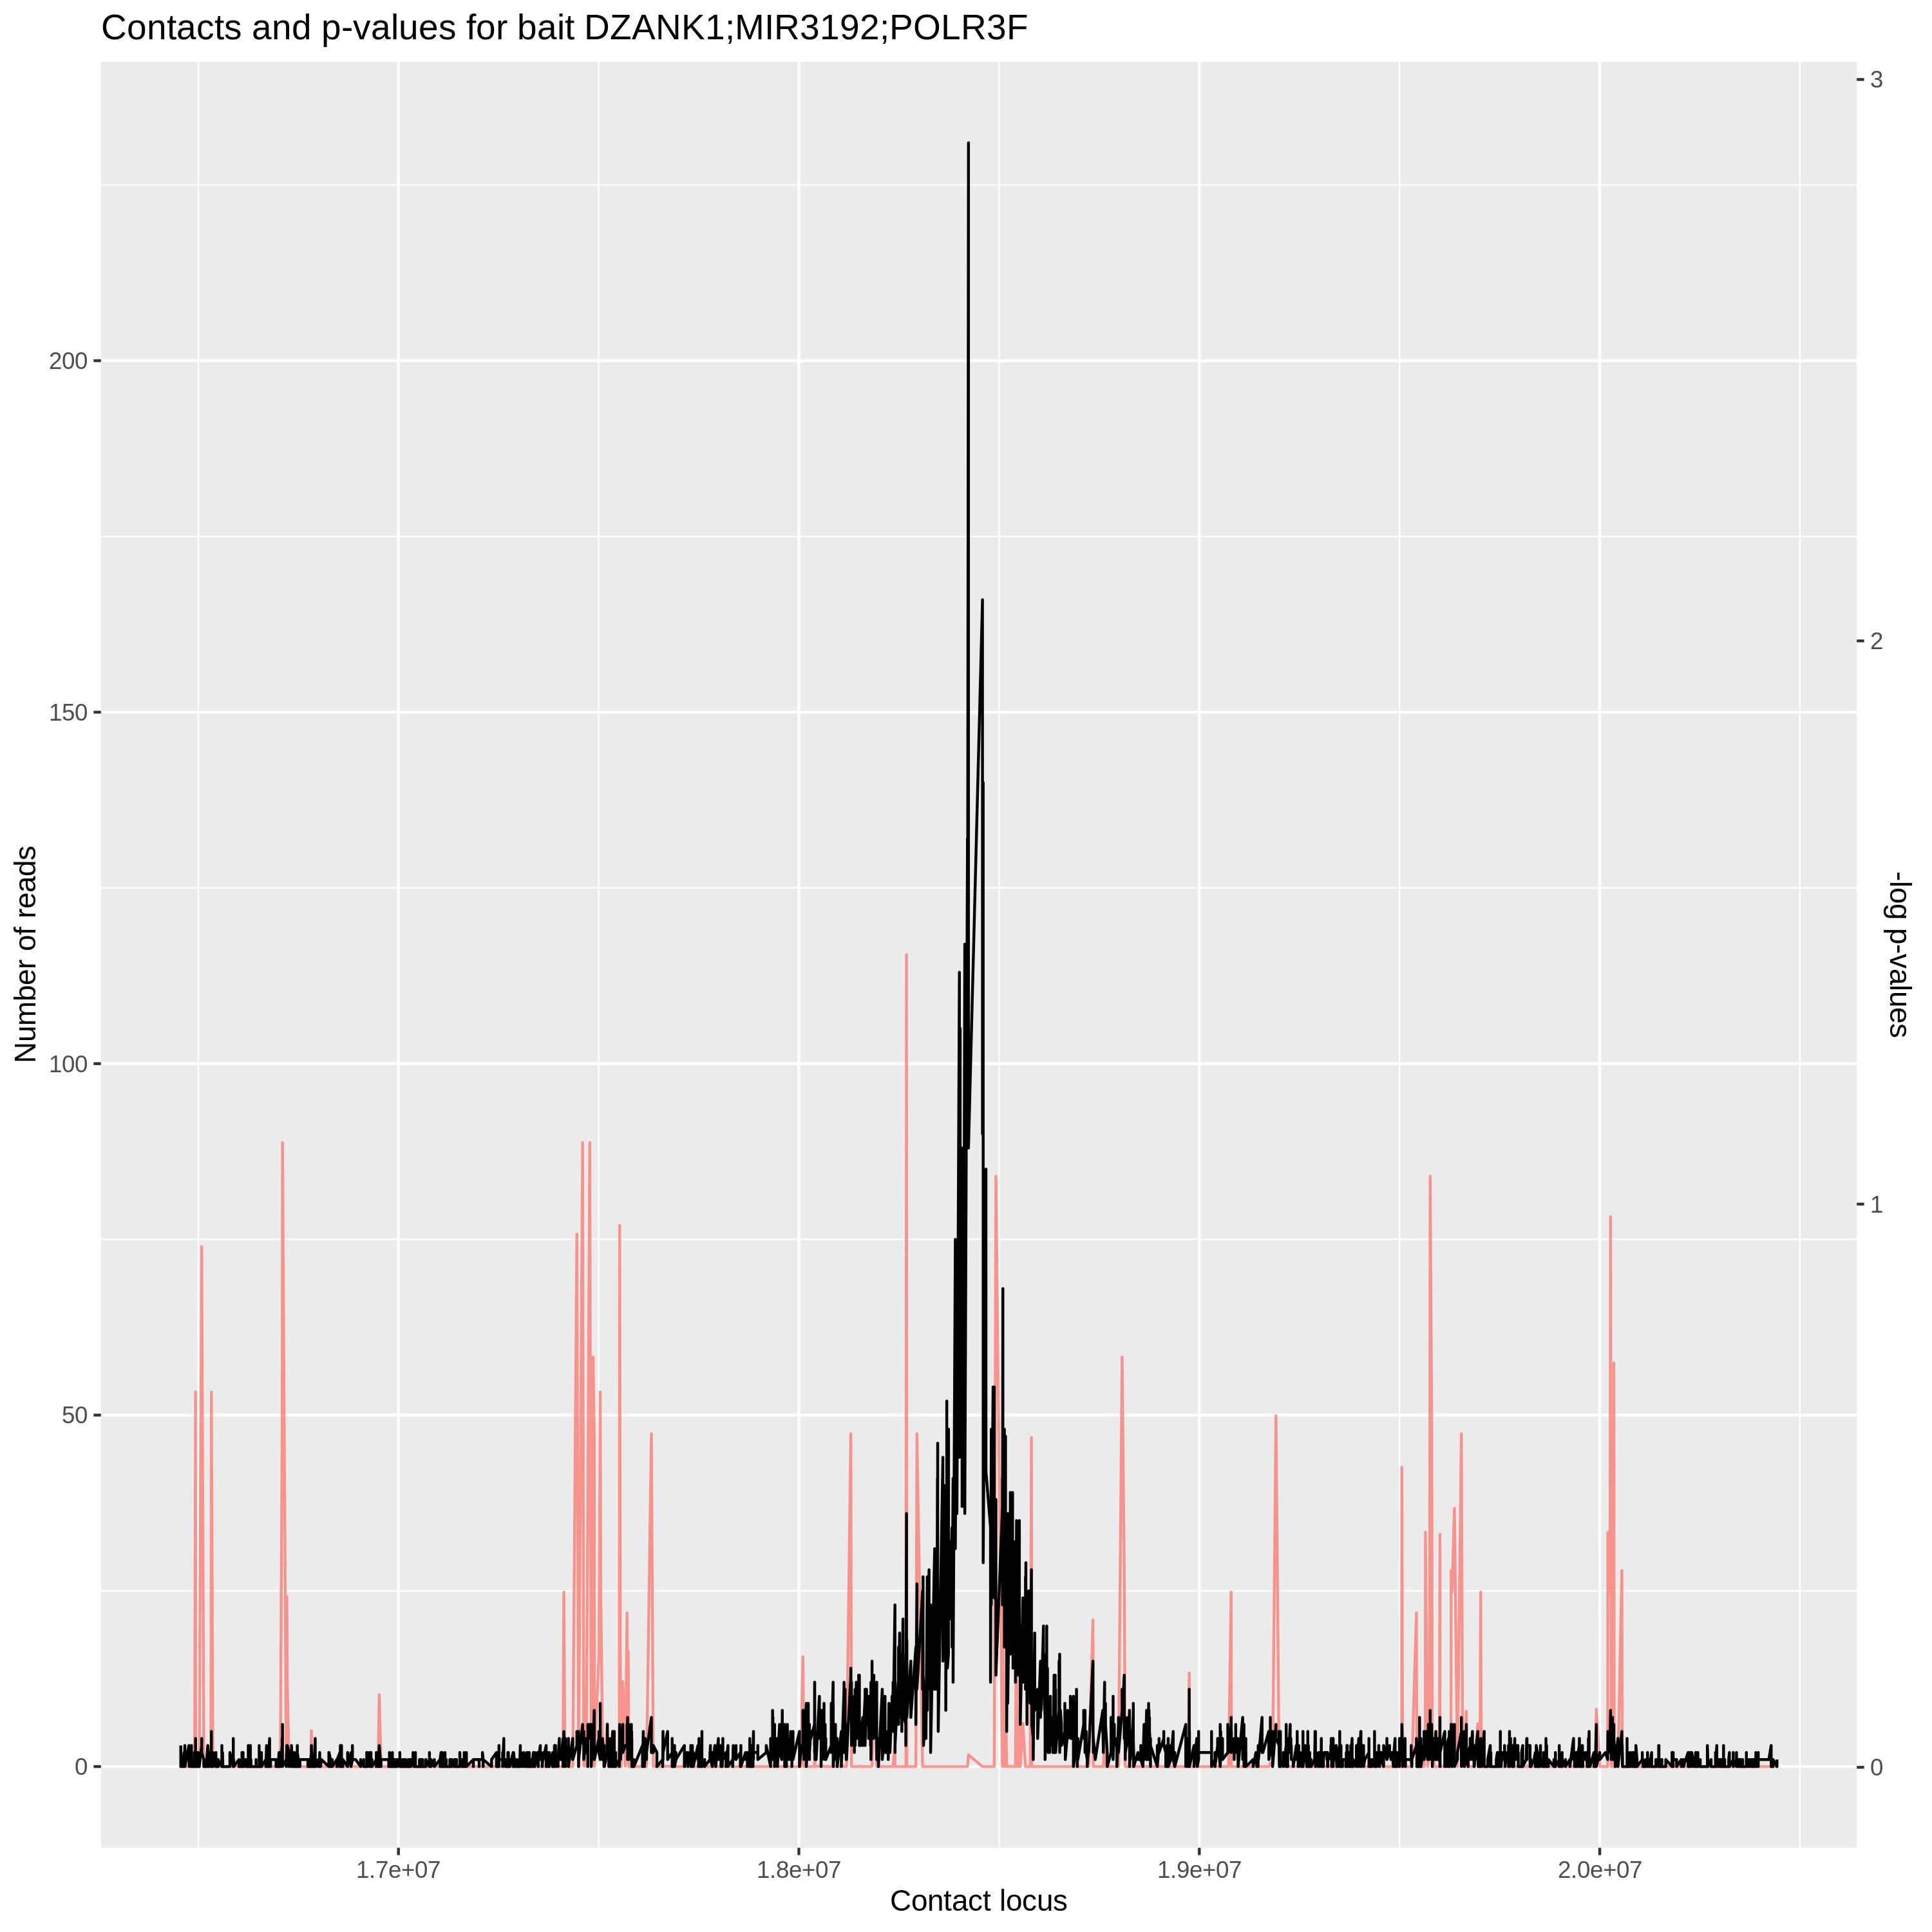 Contacts and p-values for bait DZANK1;MIR3192;POLR3F
3
200
2
150
Number of reads
-log p-values
100
1
50
0
0
1.7e+07
1.8e+07
1.9e+07
2.0e+07
Contact locus